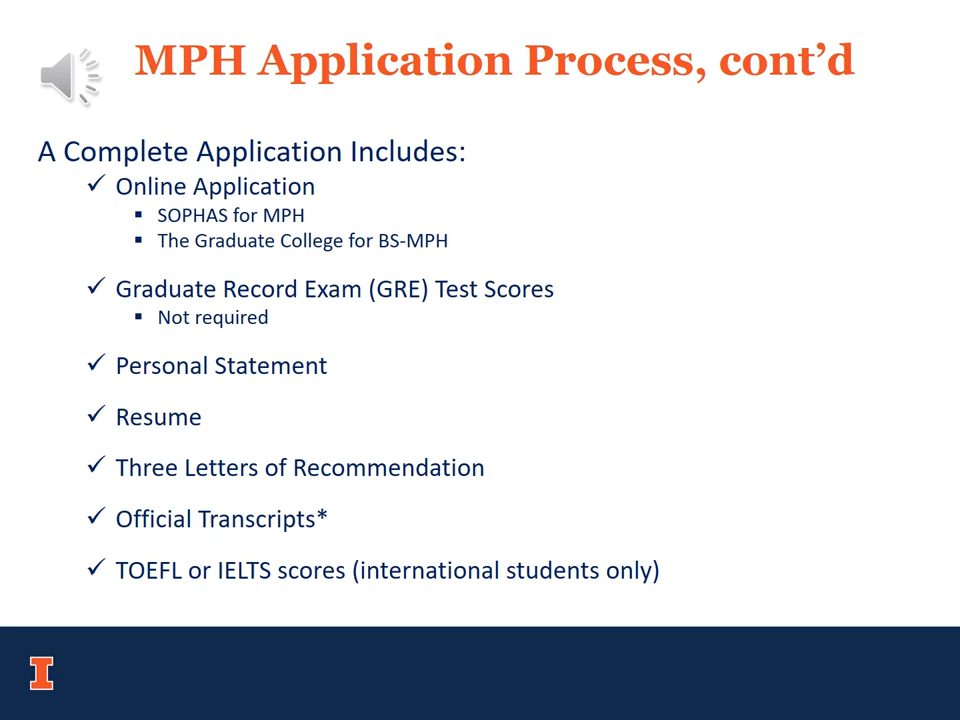 MPH Application Process, cont’d
A Complete Application Includes:
✓ Online Application
▪ SOPHAS for MPH
▪ The Graduate College for BS-MPH
✓ Graduate Record Exam (GRE) Test Scores
▪ Not required
✓ Personal Statement
✓ Resume
✓ Three Letters of Recommendation
✓ Official Transcripts*
✓ TOEFL or IELTS scores (international students only)
I